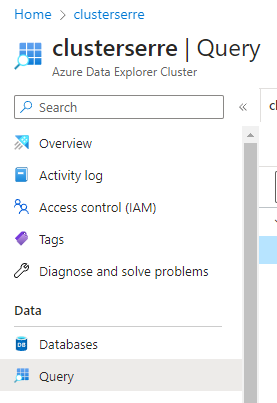 Home > clusterserre
clusterserre | Query
Azure Data Explorer Cluster
Search
Overview
Activity log
Access control (IAM)
Tags
Diagnose and solve problems
Data
Databases
Query